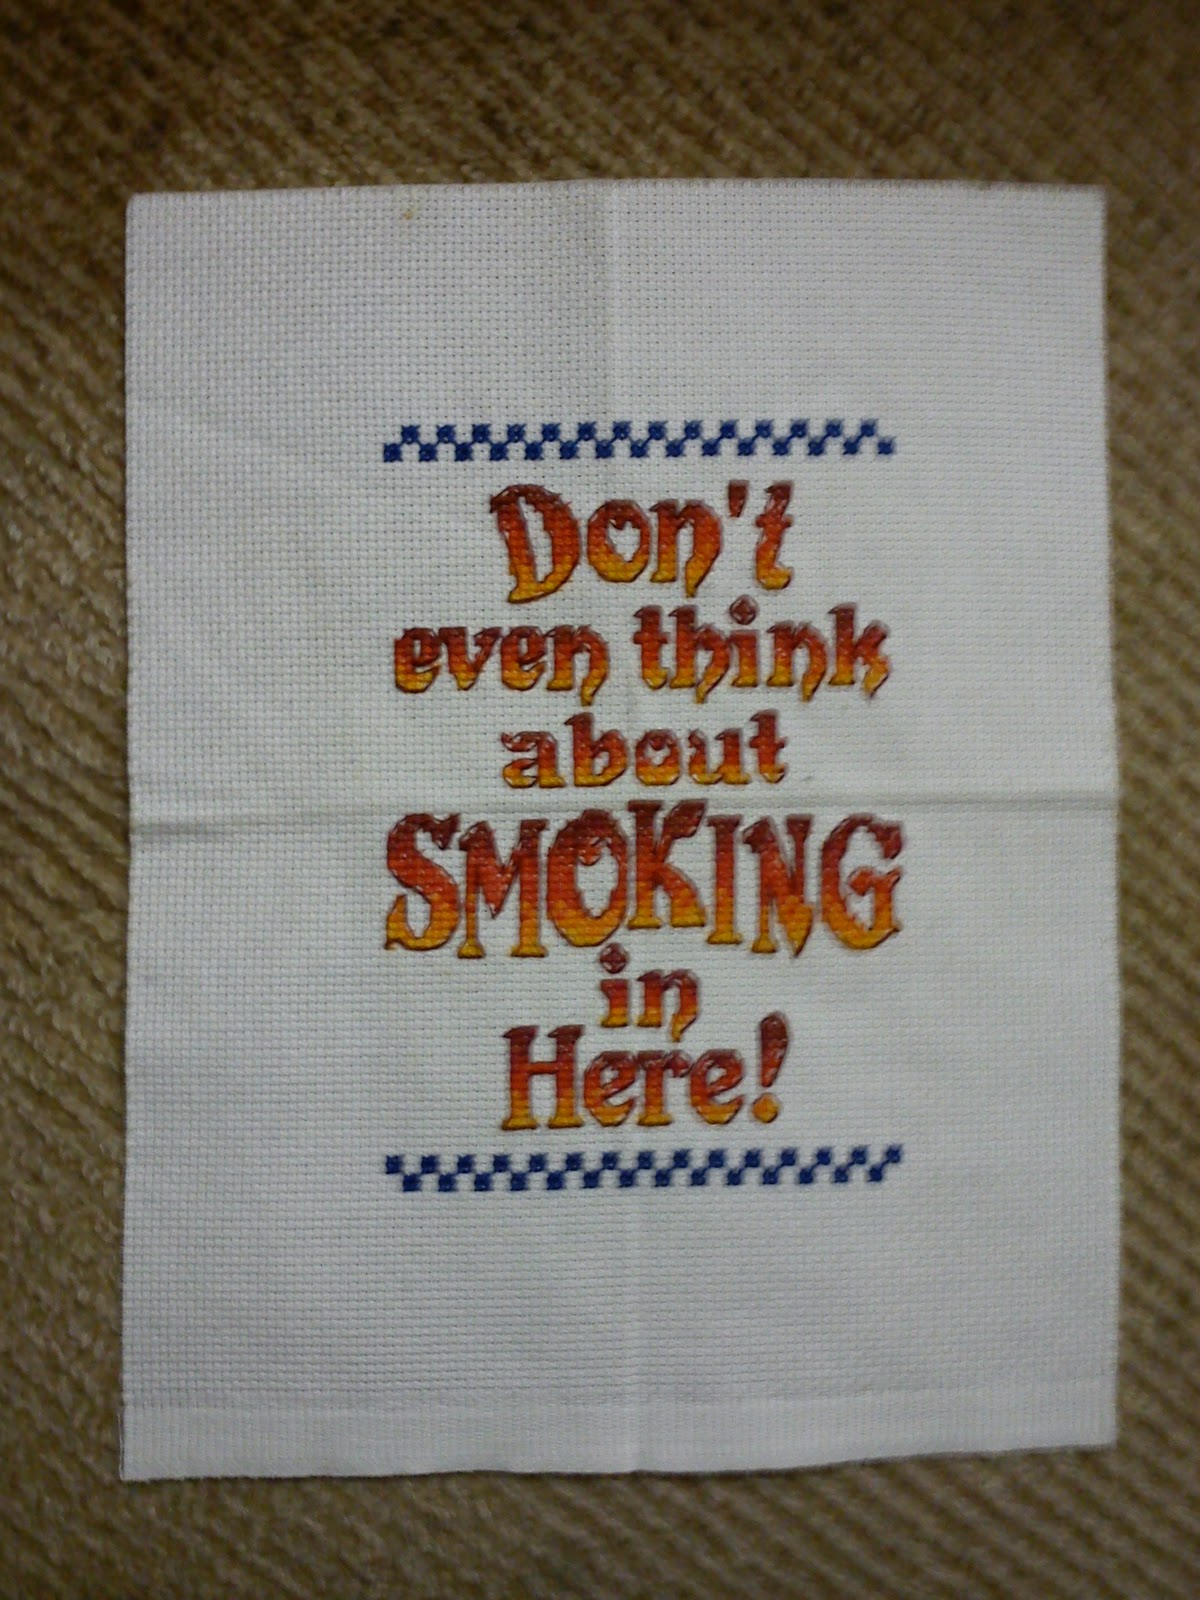 Don't
even think
about
SMOKING
in
Here!